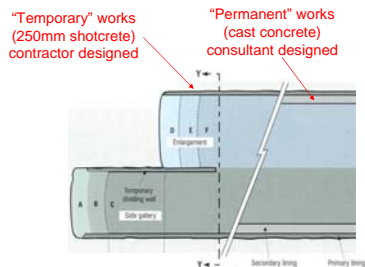 “Temporary” works
(250mm shotcrete)
contractor designed
“Permanent” works
(cast concrete)
consultant designed
Y
D E F
Enlargement
Temporary
dividing wall
A B C
Side gallery
Y
Secondary lining
Primary lining